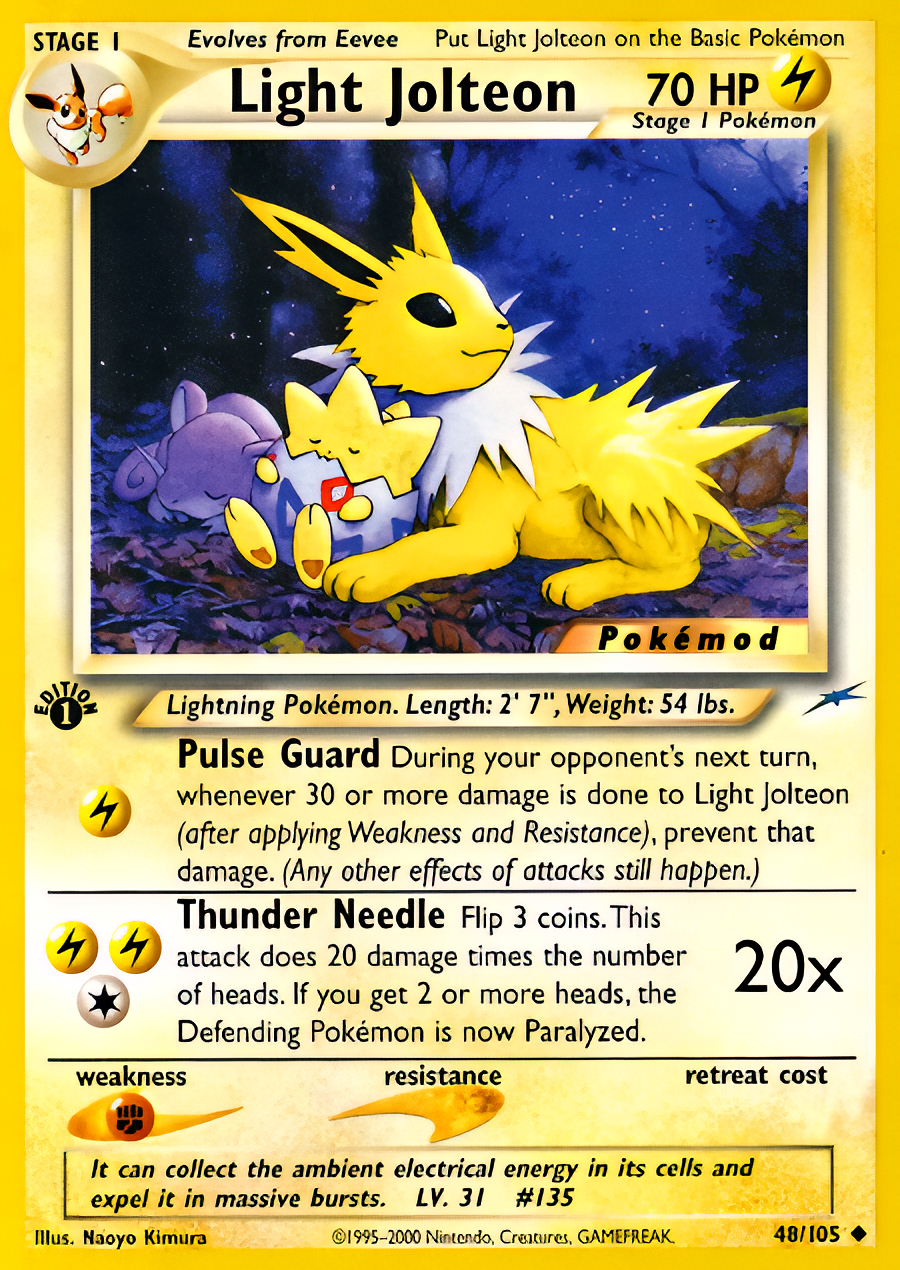 STAGE 1
Evolves from Eevee
Put Light Jolteon on the Basic Pokémon
Light Jolteon
70 HP
Stage 1 Pokémon
Pokémod
EDITION
1
Lightning Pokémon. Length: 2' 7", Weight: 54 lbs.
Pulse Guard During your opponent's next turn,
whenever 30 or more damage is done to Light Jolteon
(after applying Weakness and Resistance), prevent that
damage. (Any other effects of attacks still happen.)
Thunder Needle Flip 3 coins. This
attack does 20 damage times the number
of heads. If you get 2 or more heads, the
Defending Pokémon is now Paralyzed.
20x
weakness
resistance
retreat cost
It can collect the ambient electrical energy in its cells and
expel it in massive bursts. LV. 31 #135
Illus. Naoyo Kimura
©1995-2000 Nintendo, Creatures, GAMEFREAK.
48/105